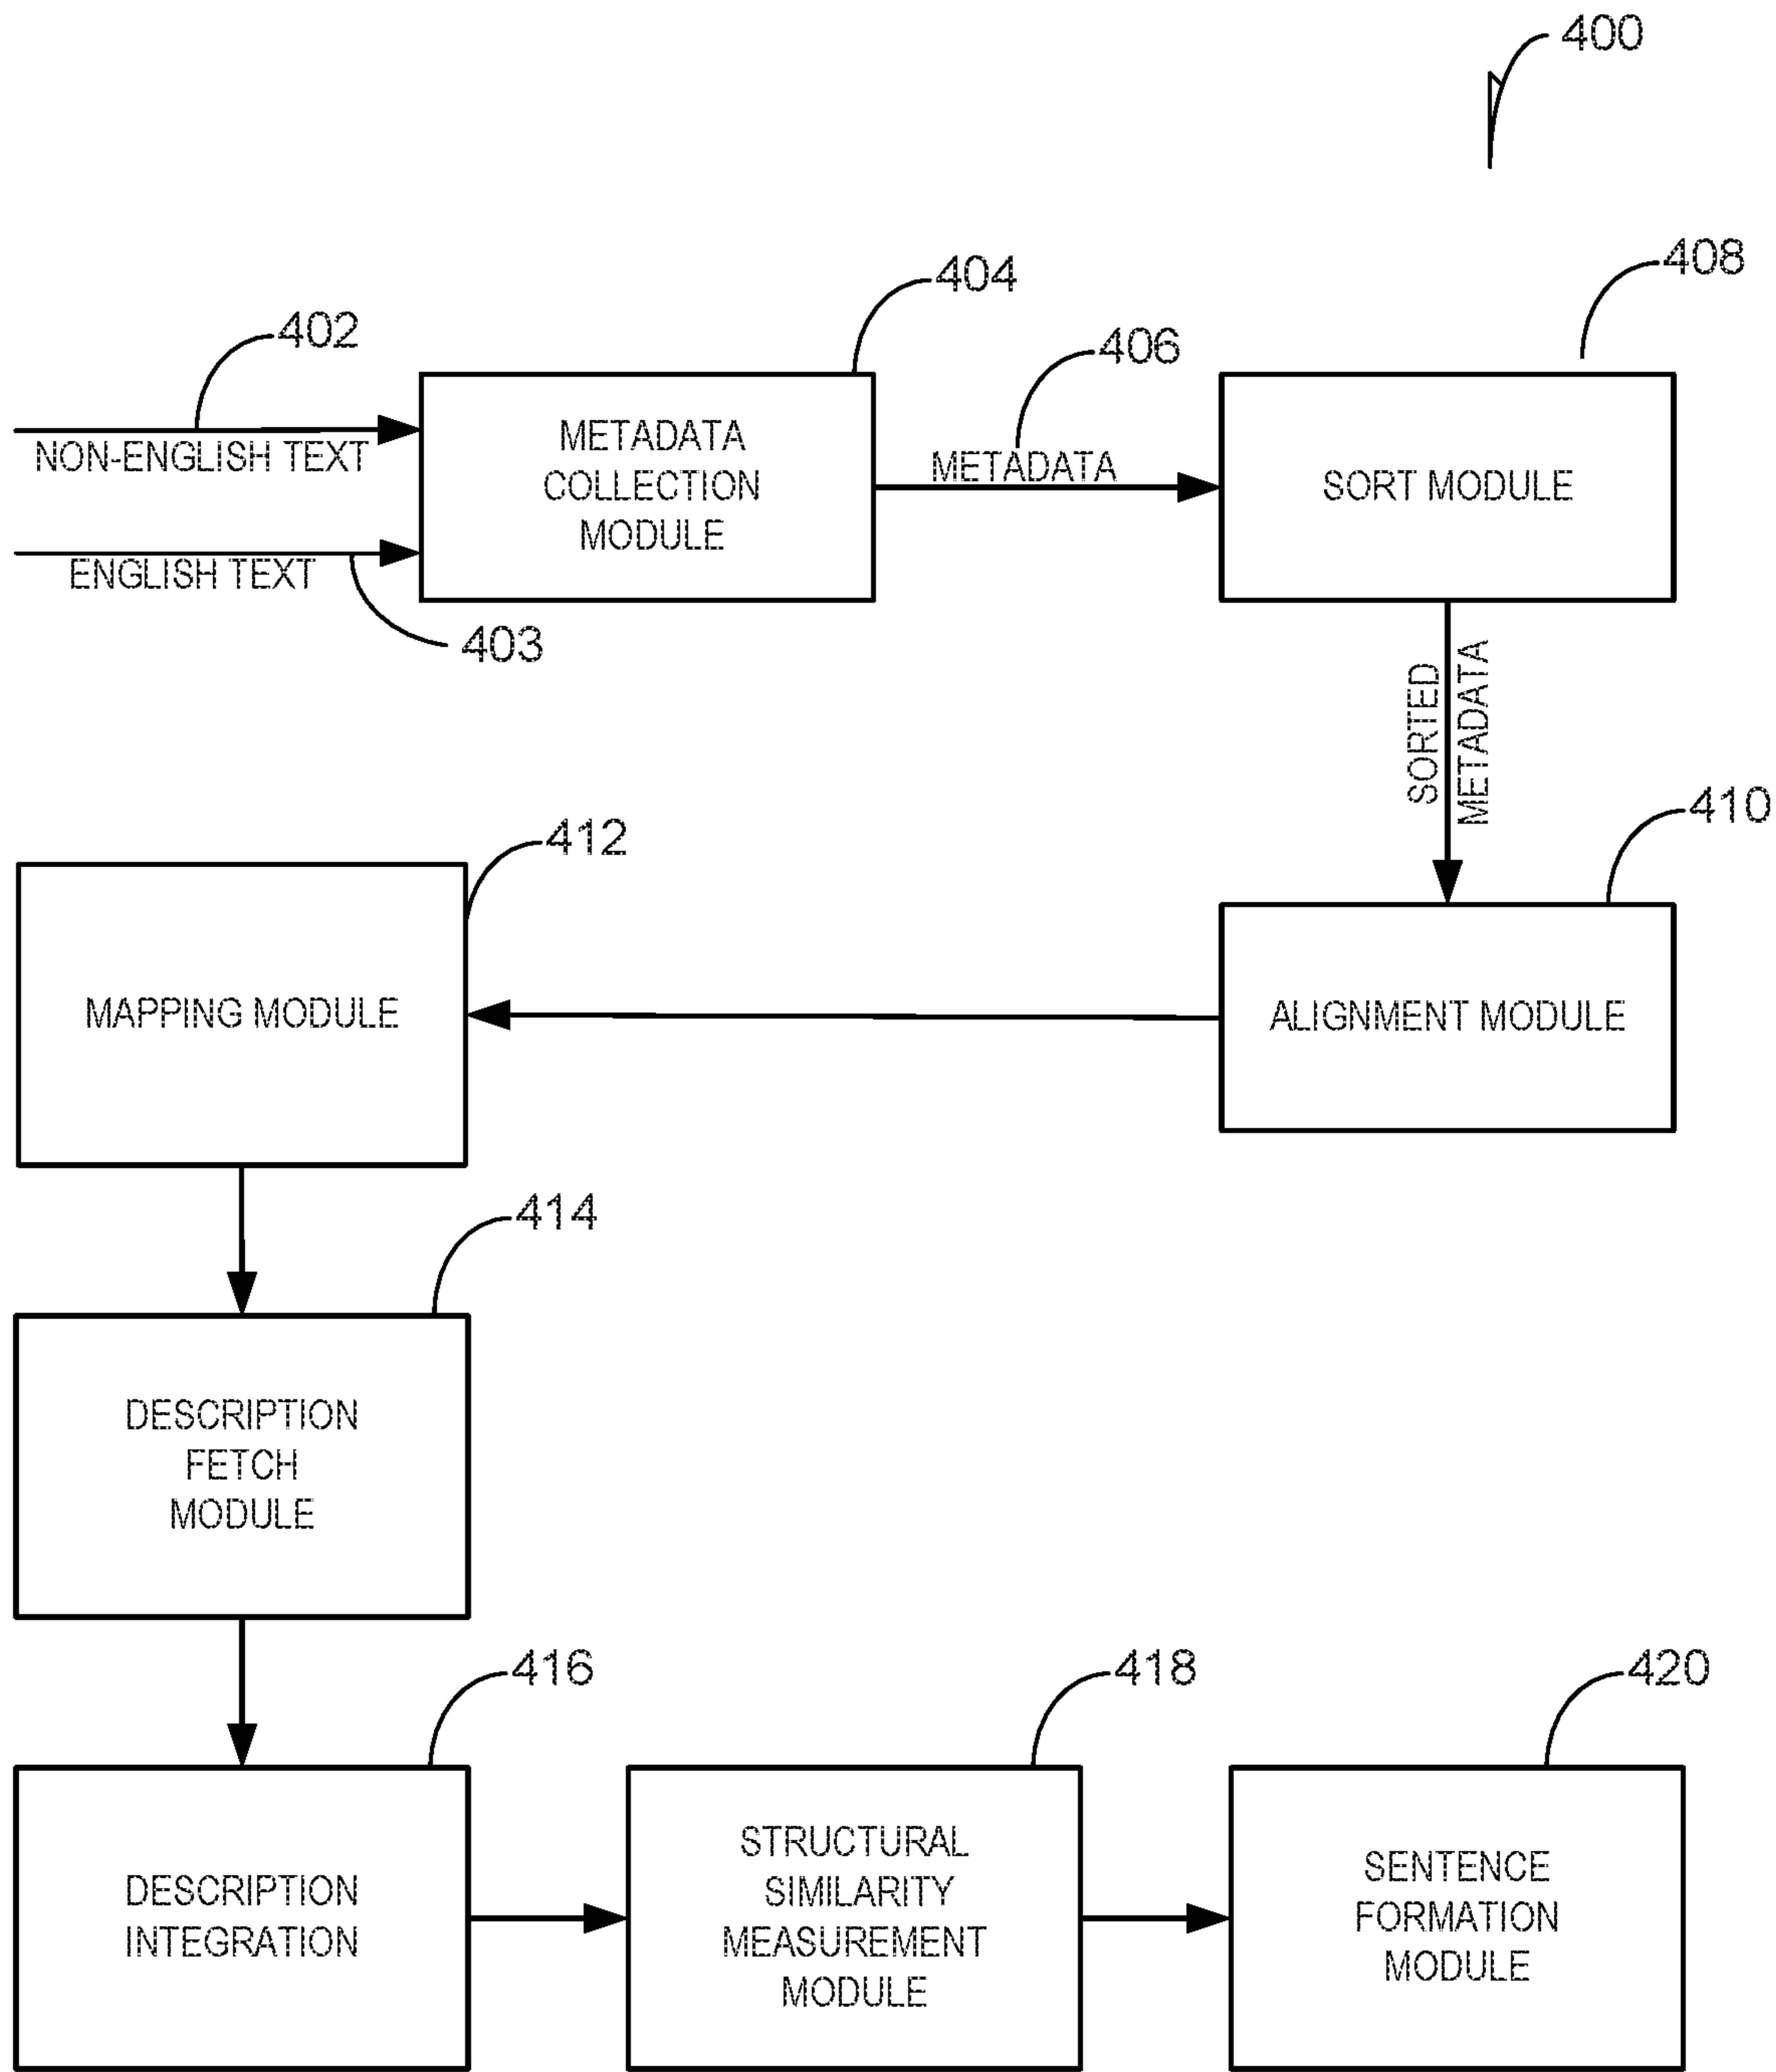 400
408
404
402
406
NON-ENGLISH TEXT
METADATA
COLLECTION
MODULE
METADATA
SORT MODULE
ENGLISH TEXT
403
SORTED
METADATA
410
412
MAPPING MODULE
ALIGNMENT MODULE
414
DESCRIPTION
FETCH
MODULE
416
418
420
DESCRIPTION
INTEGRATION
STRUCTURAL
SIMILARITY
MEASUREMENT
MODULE
SENTENCE
FORMATION
MODULE